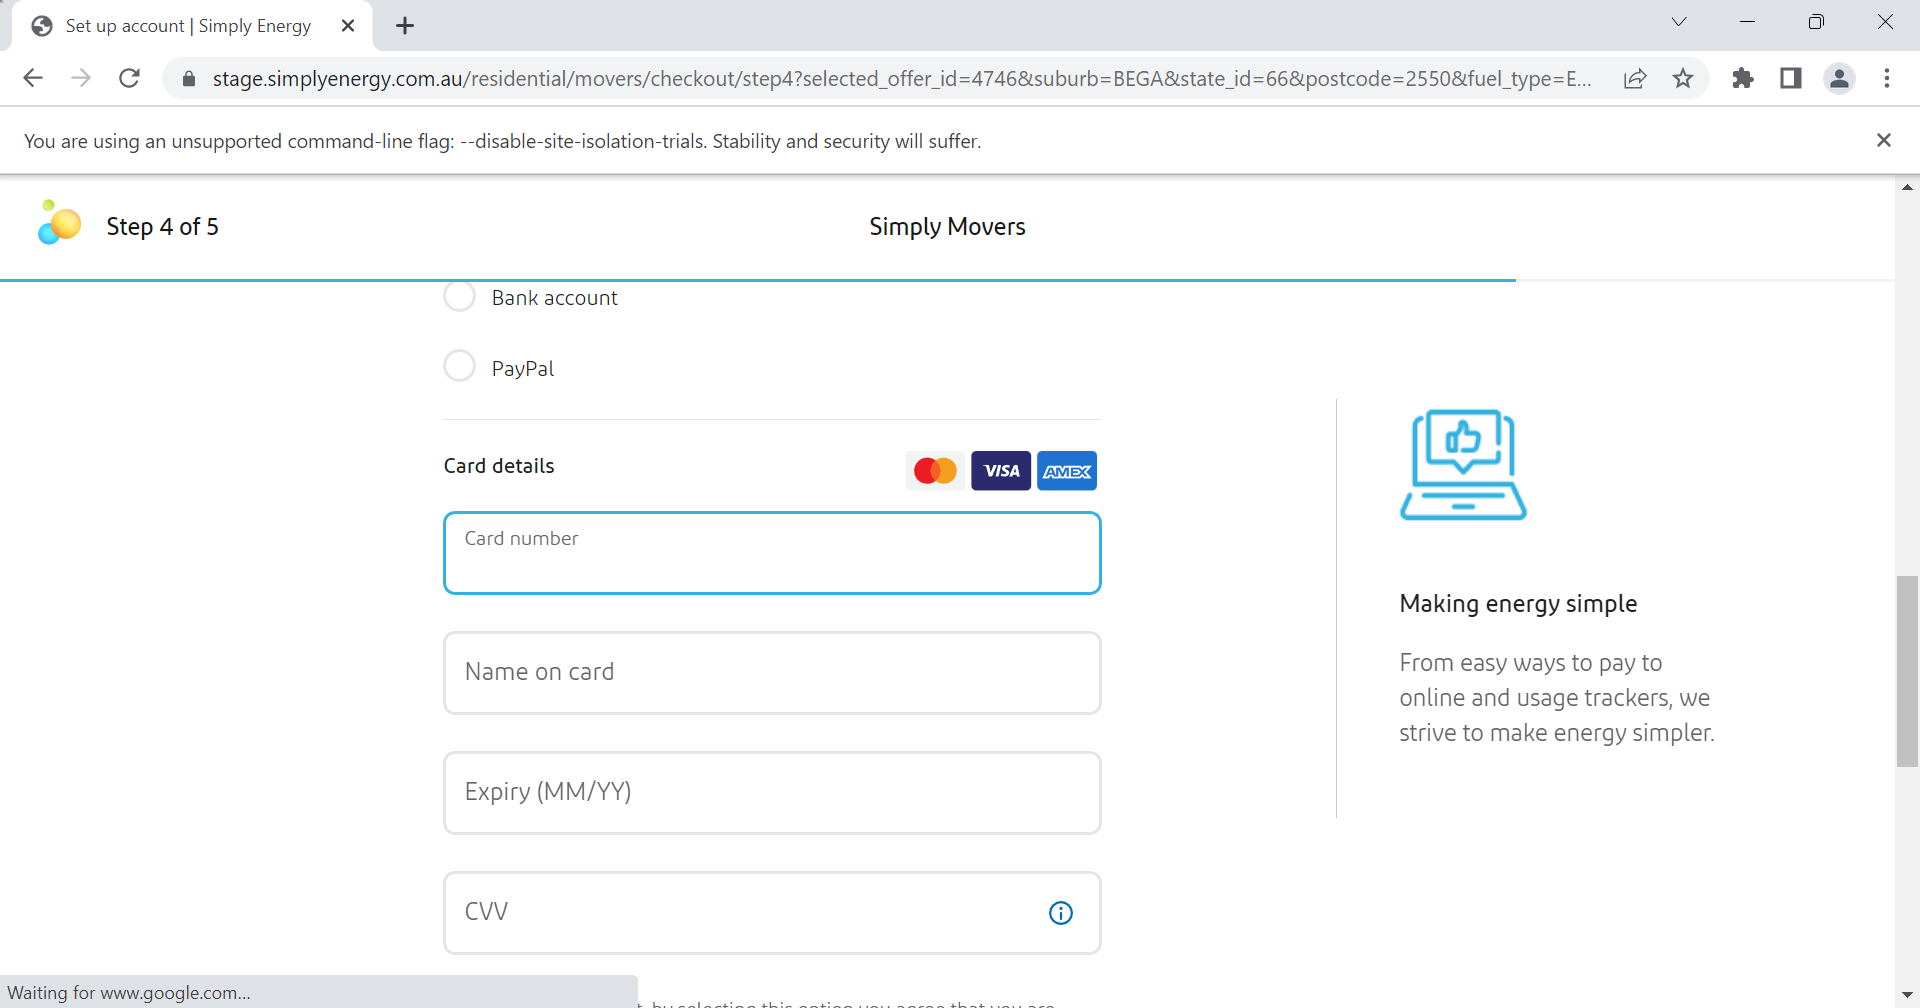 Set up account | Simply Energy
stage.simplyenergy.com.au/residential/movers/checkout/step4?selected_offer_id=4746&suburb=BEGA&state_id=66&postcode=2550&fuel_type=E...
You are using an unsupported command-line flag: --disable-site-isolation-trials. Stability and security will suffer.
Step 4 of 5
Simply Movers
Bank account
PayPal
Card details
VISA
AMEX
Card number
Name on card
Expiry (MM/YY)
CVV
Making energy simple
From easy ways to pay to
online and usage trackers, we
strive to make energy simpler.
Waiting for www.google.com...
by selecting this option you agree that you are